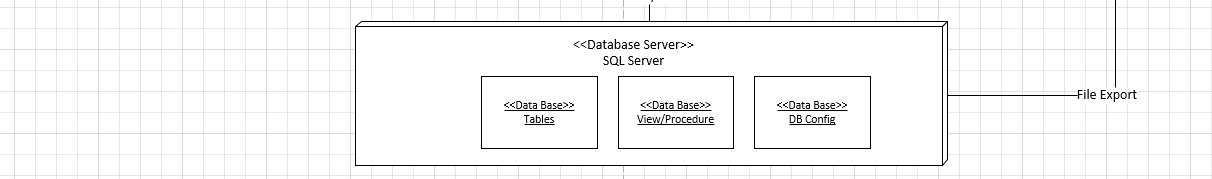 <<Database Server>>
SQL Server
<<Data Base>>
Tables
<<Data Base>>
View/Procedure
<<Data Base>>
DB Config
File Export